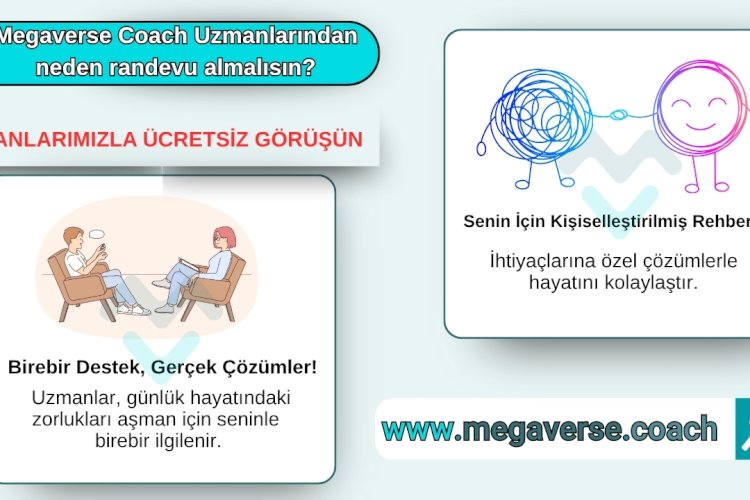 Megaverse Coach Uzmanlarından
neden randevu almalısın?
ANLARIMIZLA ÜCRETSİZ GÖRÜŞÜN
Birebir Destek, Gerçek Çözümler!
Uzmanlar, günlük hayatındaki
zorlukları aşman için seninle
birebir ilgilenir.
Senin İçin Kişiselleştirilmiş Rehber
İhtiyaçlarına özel çözümlerle
hayatını kolaylaştır.
www.megaverse.coach